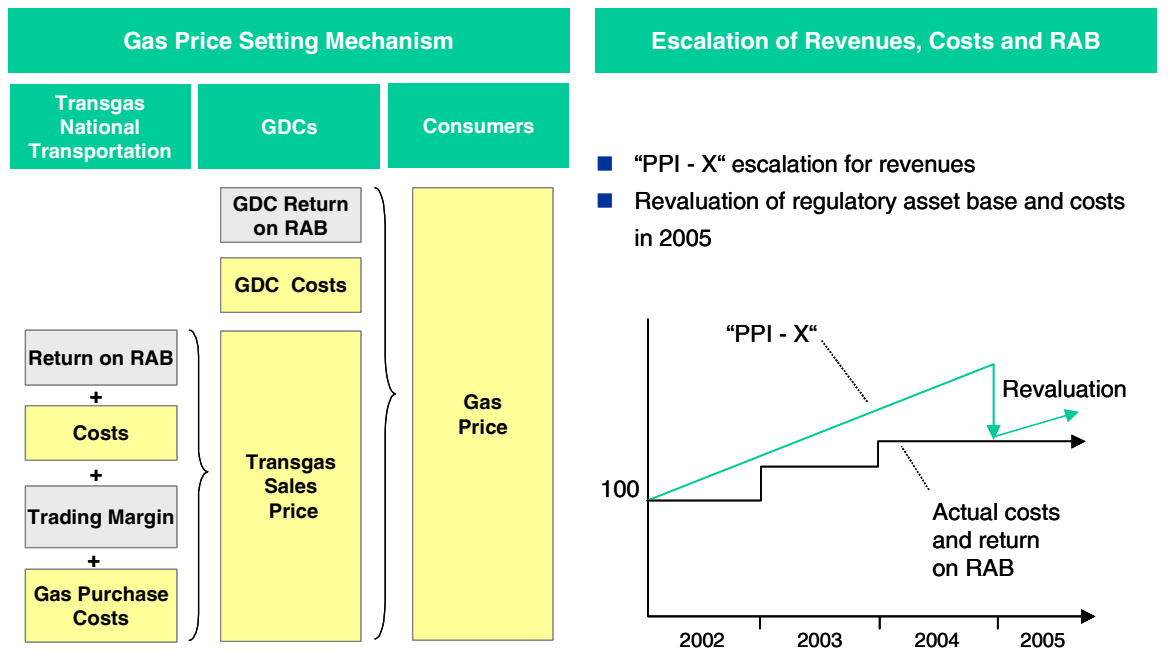 Gas Price Setting Mechanism
Transgas
National
Transportation
GDCs
Consumers
GDC Return
on RAB
GDC Costs
Return on RAB
+
Costs
+
Trading Margin
+
Gas Purchase
Costs
Transgas
Sales
Price
Gas
Price
Escalation of Revenues, Costs and RAB
“PPI - X“ escalation for revenues
Revaluation of regulatory asset base and costs
in 2005
“PPI - X“
Revaluation
100
Actual costs
and return
on RAB
2002
2003
2004
2005